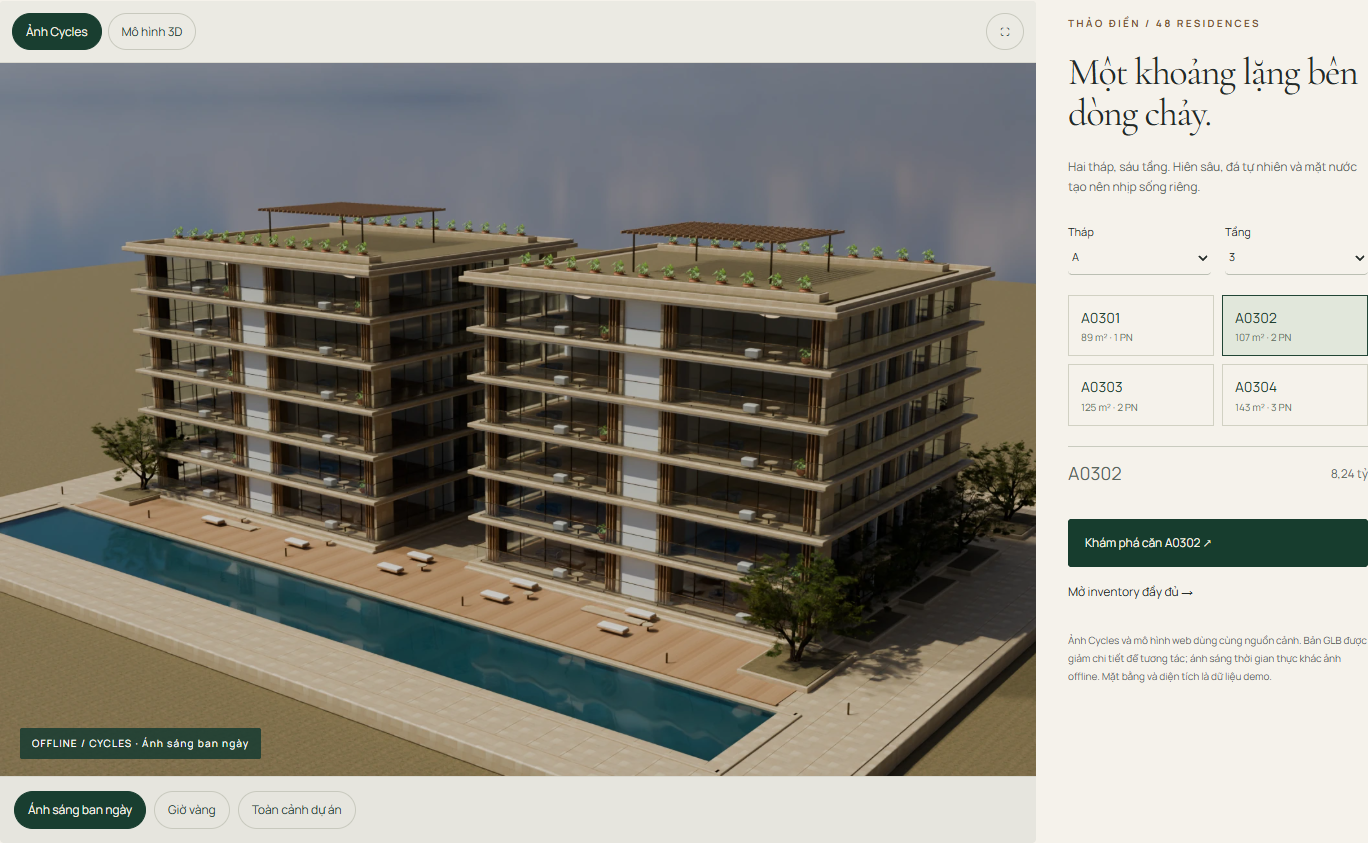 Ảnh Cycles
Mô hình 3D
THẢO ĐIỀN / 48 RESIDENCES
Một khoảng lặng bên
dòng chảy.
Hai tháp, sáu tầng. Hiên sâu, đá tự nhiên và mặt nước
tạo nên nhịp sống riêng.
Tháp
Tầng
A
3
A0301
89 m² · 1 PN
A0302
107 m² · 2 PN
A0303
125 m² · 2 PN
A0304
143 m² · 3 PN
A0302
8,24 tỷ
Khám phá căn A0302 ↗
Mở inventory đầy đủ →
Ảnh Cycles và mô hình web dùng cùng nguồn cảnh. Bản GLB được
giảm chi tiết để tương tác; ánh sáng thời gian thực khác ảnh
offline. Mặt bằng và diện tích là dữ liệu demo.
OFFLINE / CYCLES · Ánh sáng ban ngày
Ánh sáng ban ngày
Giờ vàng
Toàn cảnh dự án